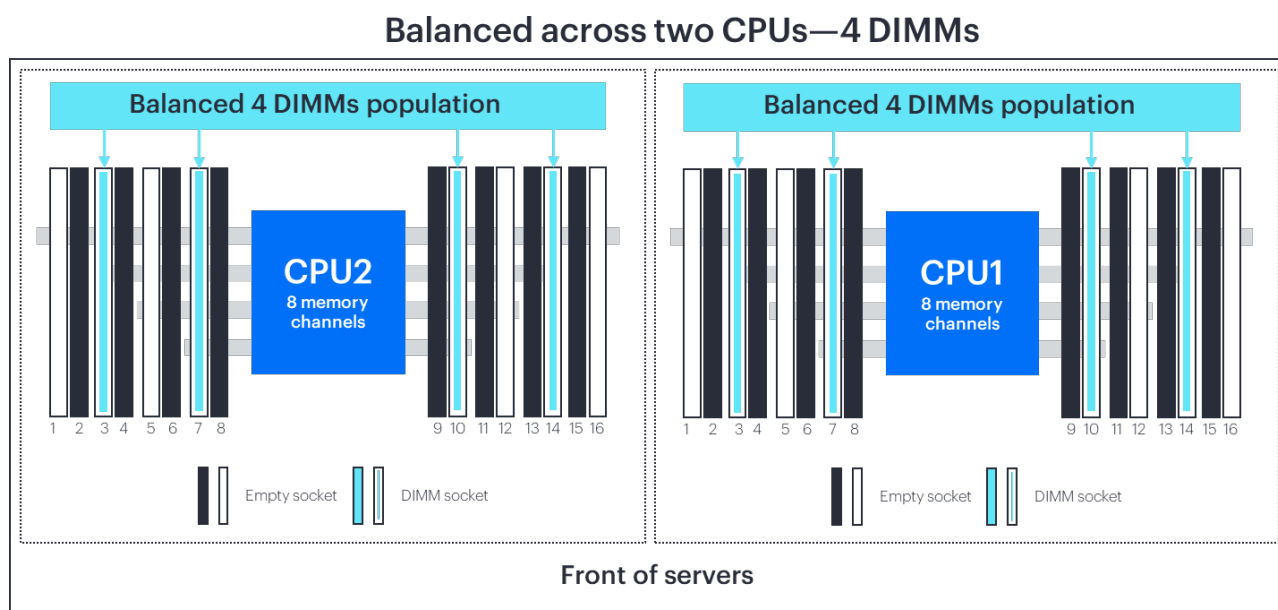 Balanced across two CPUs—4 DIMMs
Balanced 4 DIMMs population
CPU2
8 memory
channels
1 2 3 4 5 6 7 8 9 10 11 12 13 14 15 16
Empty socket DIMM socket
Balanced 4 DIMMs population
CPU1
8 memory
channels
1 2 3 4 5 6 7 8 9 10 11 12 13 14 15 16
Empty socket DIMM socket
Front of servers